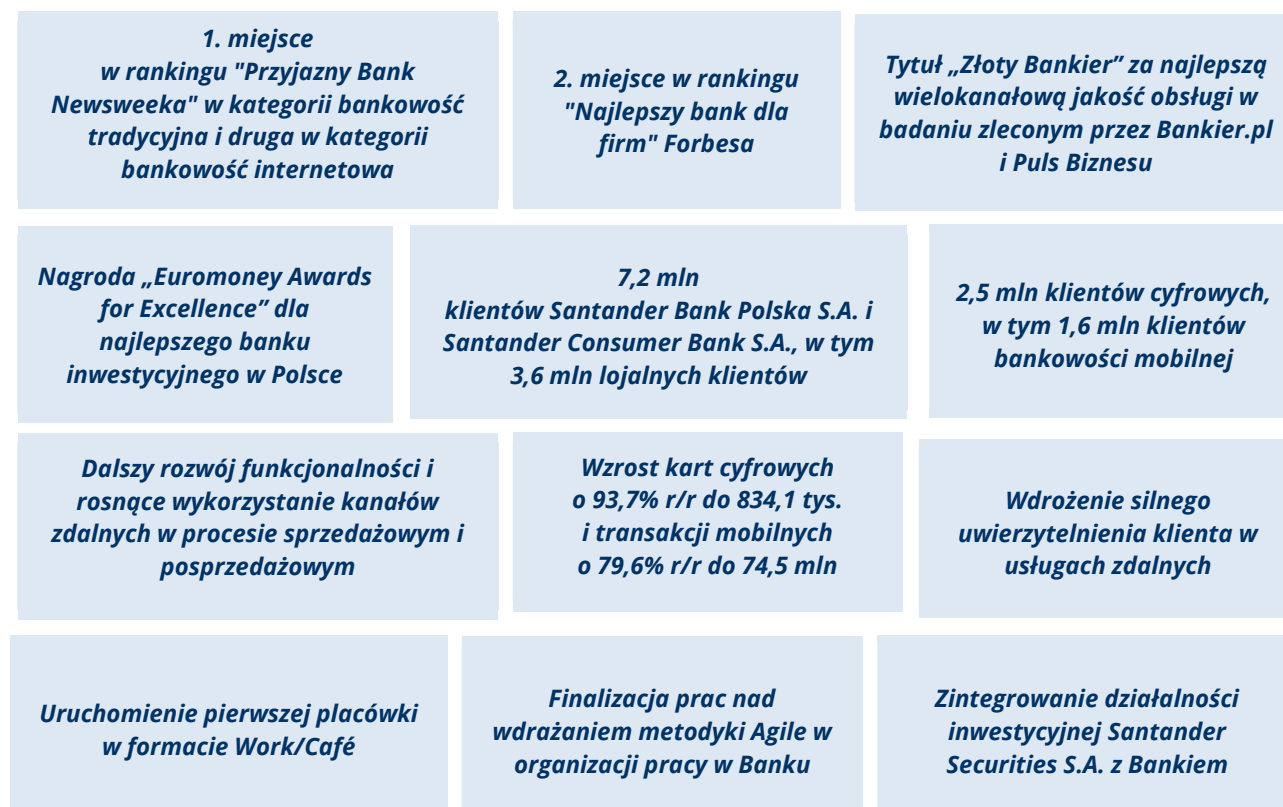 1. miejsce
w rankingu "Przyjazny Bank
Newsweeka" w kategorii bankowość
tradycyjna i druga w kategorii
bankowość internetowa
2. miejsce w rankingu
"Najlepszy bank dla
firm" Forbesa
Tytuł „Złoty Bankier” za najlepszą
wielokanałową jakość obsługi w
badaniu zleconym przez Bankier.pl
i Puls Biznesu
Nagroda „Euromoney Awards
for Excellence” dla
najlepszego banku
inwestycyjnego w Polsce
7,2 mln
klientów Santander Bank Polska S.A. i
Santander Consumer Bank S.A., w tym
3,6 mln lojalnych klientów
2,5 mln klientów cyfrowych,
w tym 1,6 mln klientów
bankowości mobilnej
Dalszy rozwój funkcjonalności i
rosnące wykorzystanie kanałów
zdalnych w procesie sprzedażowym i
posprzedażowym
Wzrost kart cyfrowych
o 93,7% r/r do 834,1 tys.
i transakcji mobilnych
o 79,6% r/r do 74,5 mln
Wdrożenie silnego
uwierzytelnienia klienta w
usługach zdalnych
Uruchomienie pierwszej placówki
w formacie Work/Café
Finalizacja prac nad
wdrażaniem metodyki Agile w
organizacji pracy w Banku
Zintegrowanie działalności
inwestycyjnej Santander
Securities S.A. z Bankiem